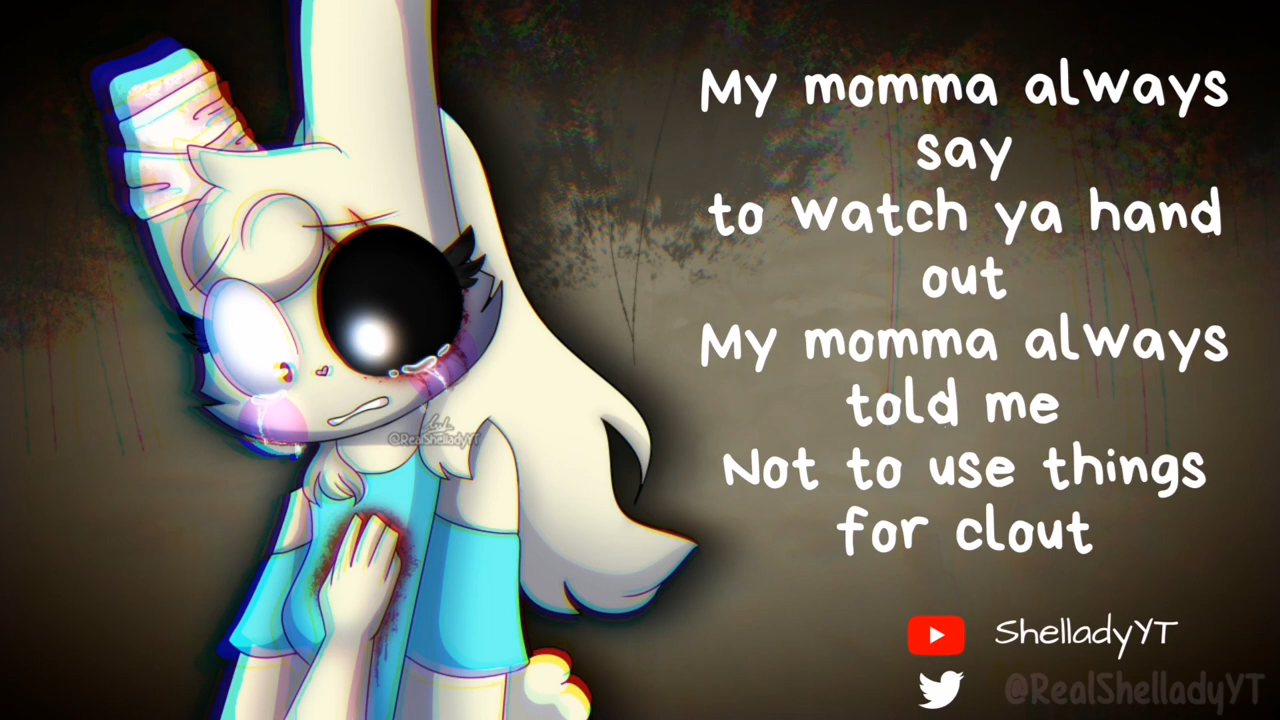 My momma always
say
to watch ya hand
out
My momma always
told me
Not to use things
for clout
@RealShelladyYT
ShelladyYT
@RealShelladyYT